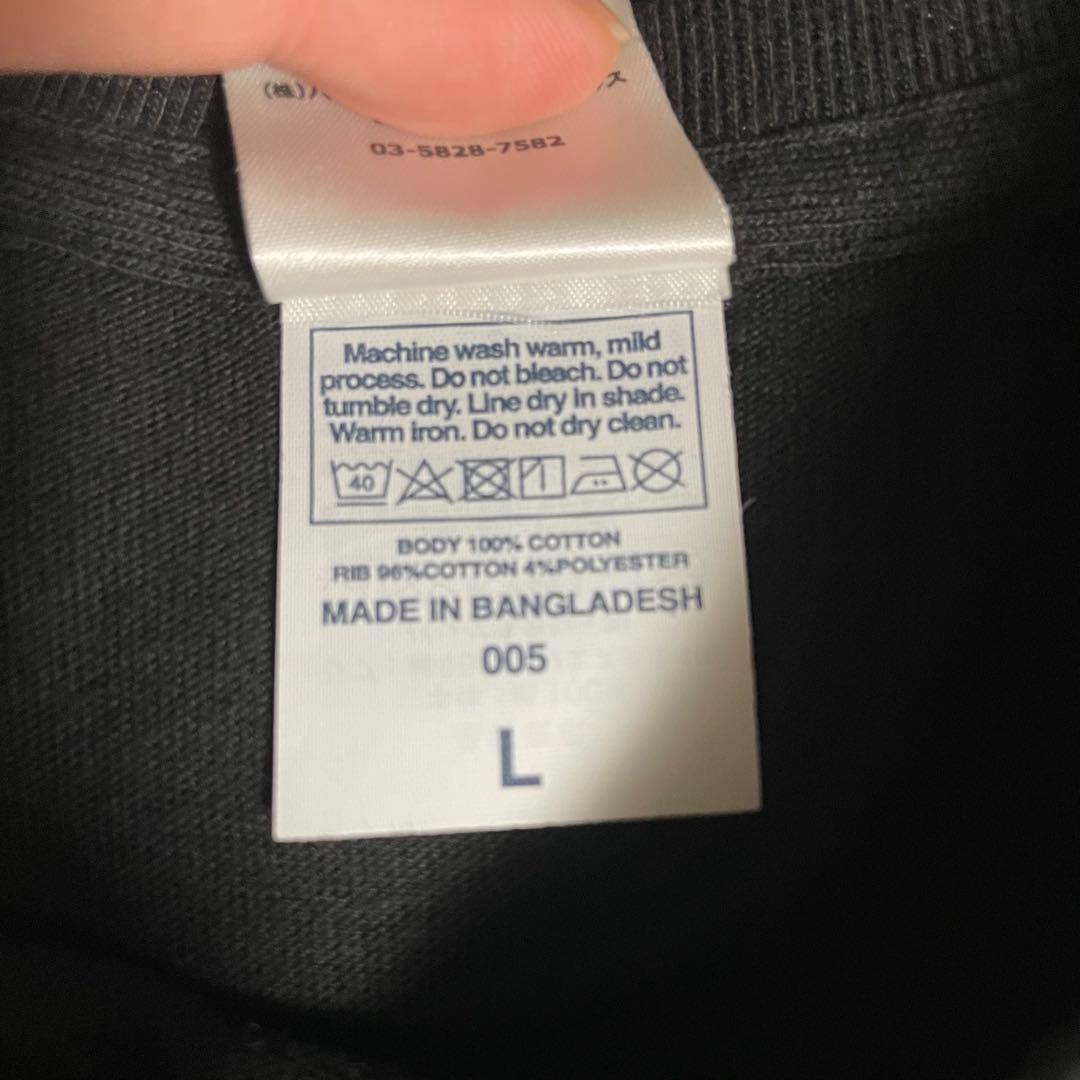 (株)
ス
03-5828-7582
Machine wash warm, mild
process. Do not bleach. Do not
tumble dry. Line dry in shade.
Warm iron. Do not dry clean.
40
BODY 100% COTTON
RIB 96%COTTON 4%POLYESTER
MADE IN BANGLADESH
005
L